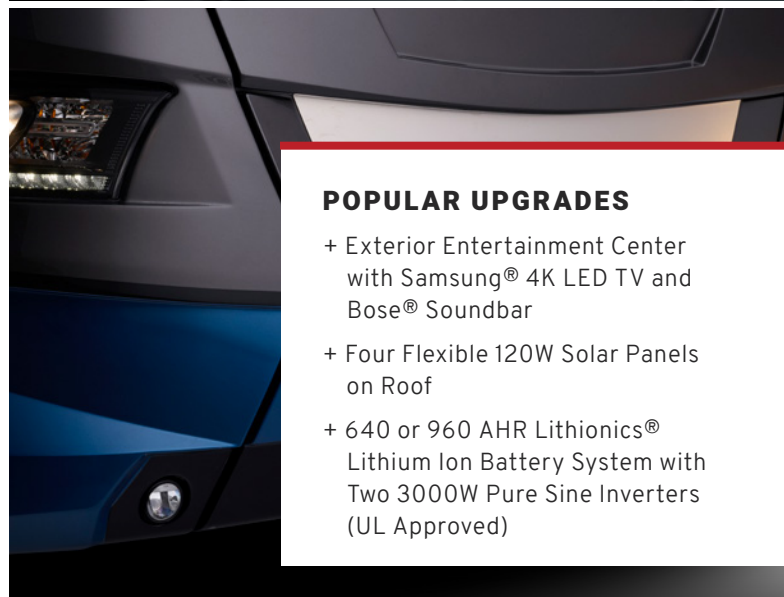 POPULAR UPGRADES
+ Exterior Entertainment Center
with Samsung® 4K LED TV and
Bose® Soundbar
+ Four Flexible 120W Solar Panels
on Roof
+ 640 or 960 AHR Lithionics®
Lithium Ion Battery System with
Two 3000W Pure Sine Inverters
(UL Approved)